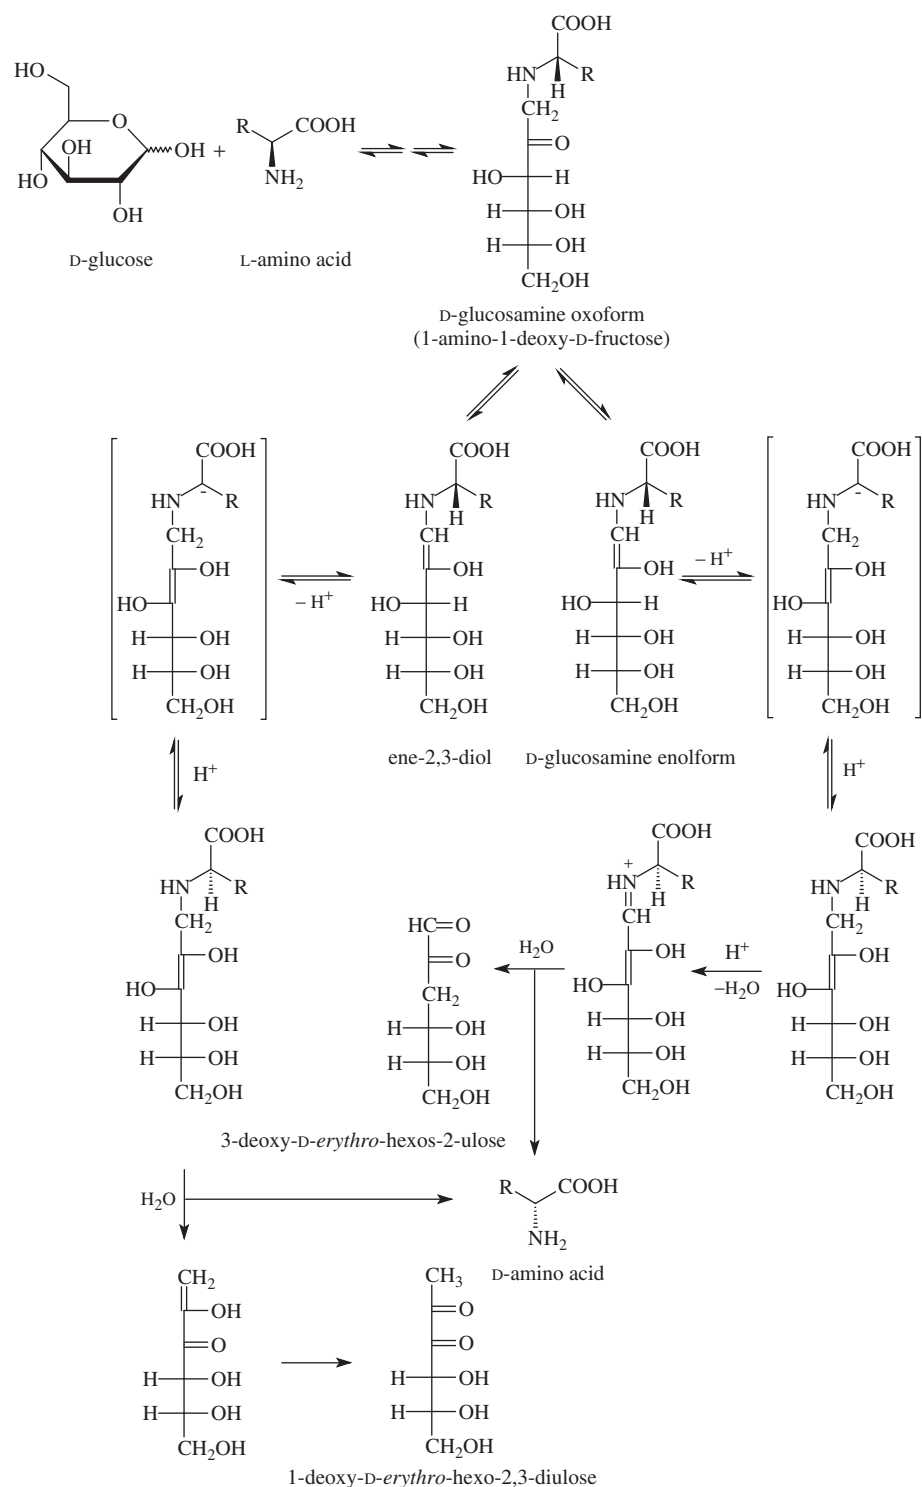 COOH
HN
R
H
CH2
O
HO H
H OH
H OH
CH2OH
HO
O
OH
OH
HO
OH
+
R COOH
NH2
D-glucose
L-amino acid
D-glucosamine oxoform
(1-amino-1-deoxy-D-fructose)
COOH
HN - R
CH2
OH
HO
H OH
H OH
CH2OH
– H+
COOH
HN R
H
CH
OH
HO H
H OH
H OH
CH2OH
COOH
HN R
H
CH
OH
HO H
H OH
H OH
CH2OH
– H+
COOH
HN - R
CH2
OH
HO
H OH
H OH
CH2OH
ene-2,3-diol
D-glucosamine enolform
H+
H+
COOH
HN R
H
CH2
OH
HO
H OH
H OH
CH2OH
HC O
O
CH2
H OH
H OH
CH2OH
H2O
COOH
+
HN R
H
CH
OH
HO
H OH
H OH
CH2OH
H+
–H2O
COOH
HN R
H
CH2
OH
HO
H OH
H OH
CH2OH
3-deoxy-D-erythro-hexos-2-ulose
H2O
R COOH
NH2
D-amino acid
CH2
OH
O
H OH
H OH
CH2OH
CH3
O
O
H OH
H OH
CH2OH
1-deoxy-D-erythro-hexo-2,3-diulose